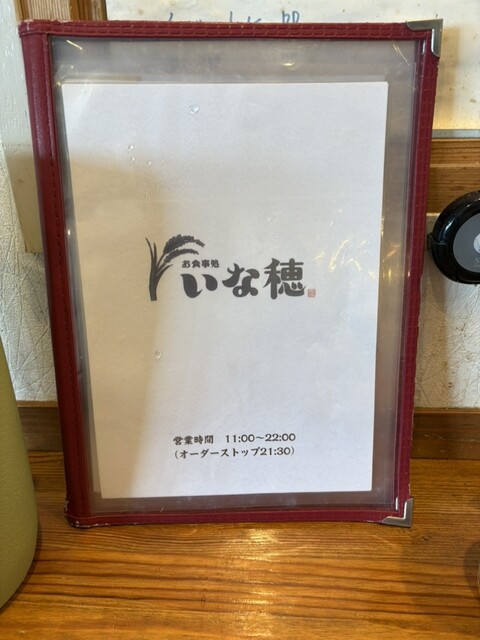 お食事処
いな穂
営業時間 11:00～22:00
（オーダーストップ21:30）